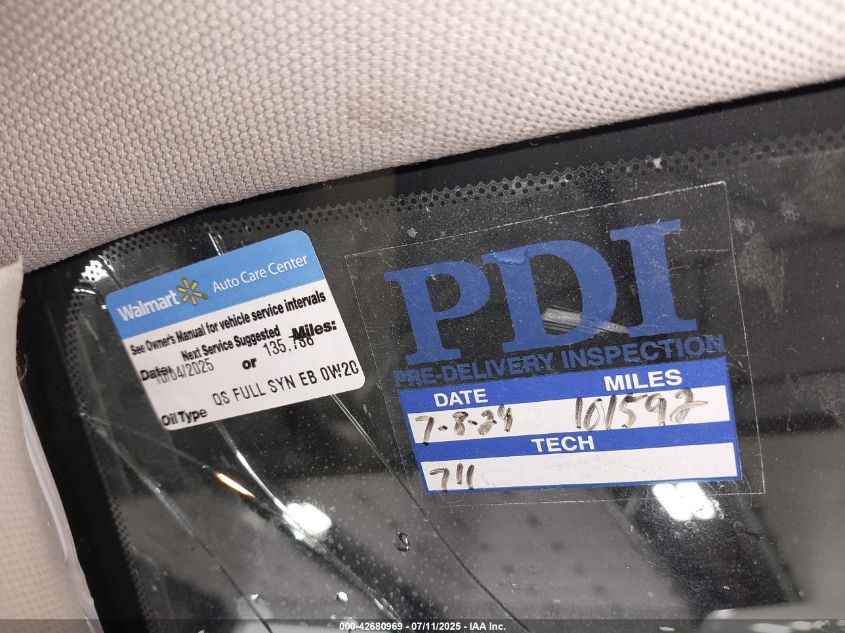 Walmart Auto Care Center
See Owner's Manual for vehicle service intervals
Next Service Suggested Miles:
Date: 10/04/2025 or 135,738
Oil Type QS FULL SYN EB 0W20
PDI
PRE-DELIVERY INSPECTION
DATE MILES
7-8-24 101592
TECH
711
000-42680969 - 07/11/2025 - IAA Inc.